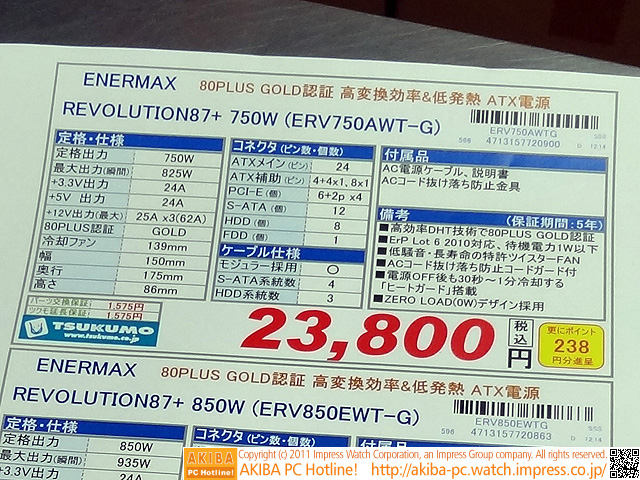 ENERMAX 80PLUS GOLD認証 高変換効率&低発熱 ATX電源
REVOLUTION87+ 750W (ERV750AWT-G)
ERV750AWTG
S96 4713157720900 D 12.14
定格・仕様
定格出力 750W
最大出力(瞬間) 825W
+3.3V出力 24A
+5V 出力 24A
+12V出力(最大) 25A x3(62A)
80PLUS認証 GOLD
冷却ファン 139mm
幅 150mm
奥行 175mm
高さ 86mm
コネクタ(ピン数・個数)
ATXメイン(ピン) 24
ATX補助(ピン) 4+4x1, 8x1
PCI-E(個) 6+2p x4
S-ATA(個) 12
HDD(個) 8
FDD(個) 1
ケーブル仕様
モジュラー採用 〇
S-ATA系統数 4
HDD系統数 3
付属品
AC電源ケーブル、説明書
ACコード抜け落ち防止金具
備考 (保証期間:5年)
■高効率DHT技術で80PLUS GOLD認証
■ErP Lot 6 2010対応、待機電力1W以下
■低騒音・長寿命の特許ツイスターFAN
■ACコード抜け落ち防止コードガード付
■電源OFF後も30秒~1分冷却する
「ヒートガード」搭載
■ZERO LOAD(0W)デザイン採用
パーツ交換保証: 1,575円
ツクモ延長保証: 1,575円
TSUKUMO
www.tsukumo.co.jp
23,800円
税込
更にポイント
238
円分進呈
ENERMAX 80PLUS GOLD認証 高変換効率&低発熱 ATX電源
REVOLUTION87+ 850W (ERV850EWT-G)
ERV850EWTG
S96 4713157720863 D 12.14
定格・仕様
定格出力 850W
最大出力(瞬間) 935W
+3.3V出力 24A
コネクタ(ピン数・個数)
付属品
AKIBA
PC Hotline!
Copyright (c) 2011 Impress Watch Corporation, an Impress Group company. All rights reserved.
AKIBA PC Hotline! http://akiba-pc.watch.impress.co.jp/